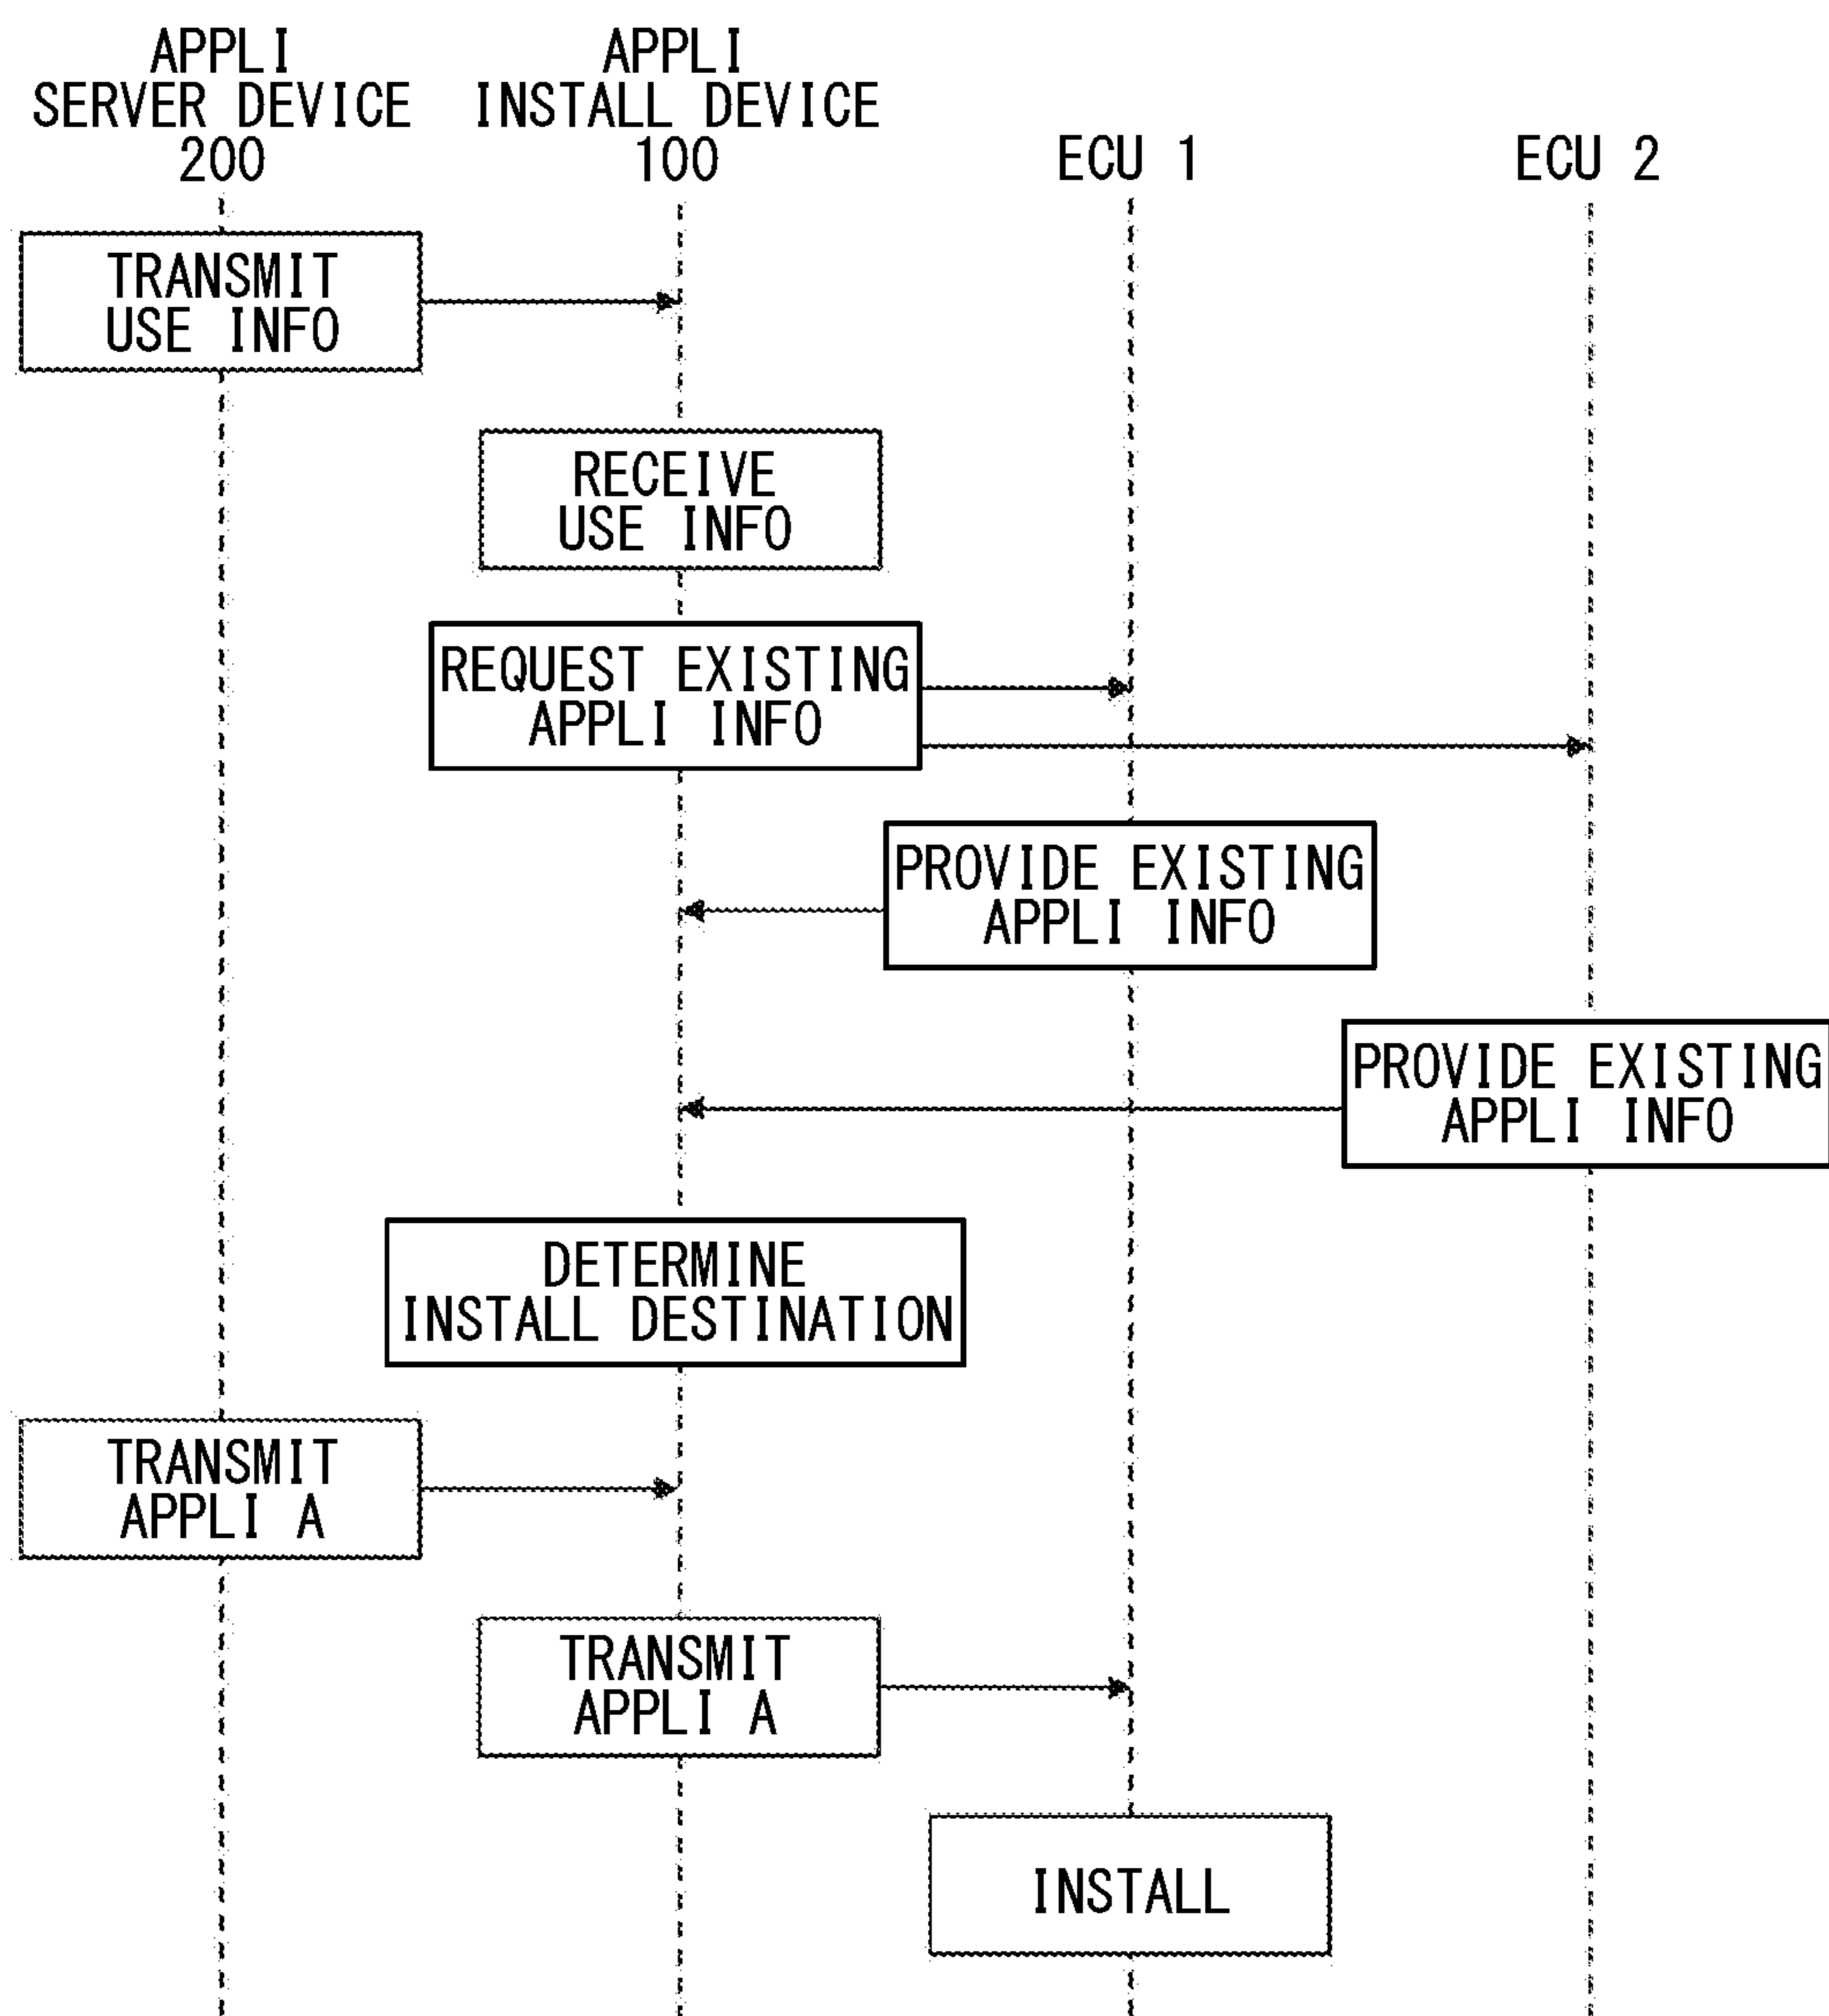 APPLI
SERVER DEVICE
200
APPLI
INSTALL DEVICE
100
ECU 1
ECU 2
TRANSMIT
USE INFO
RECEIVE
USE INFO
REQUEST EXISTING
APPLI INFO
PROVIDE EXISTING
APPLI INFO
PROVIDE EXISTING
APPLI INFO
DETERMINE
INSTALL DESTINATION
TRANSMIT
APPLI A
TRANSMIT
APPLI A
INSTALL